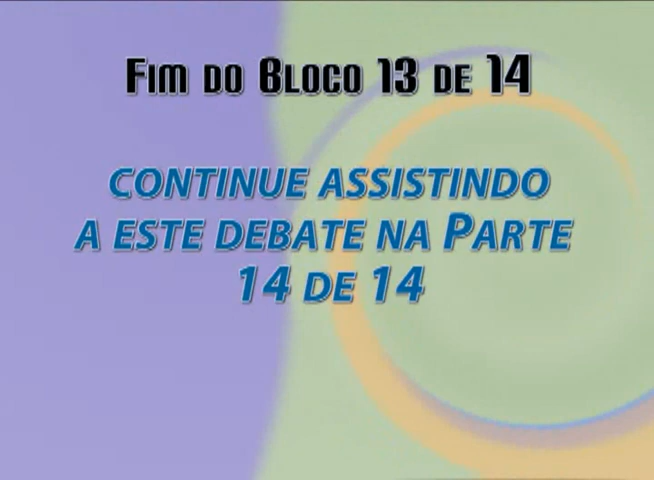 FIM DO BLOCO 13 DE 14
CONTINUE ASSISTINDO
A ESTE DEBATE NA PARTE
14 DE 14